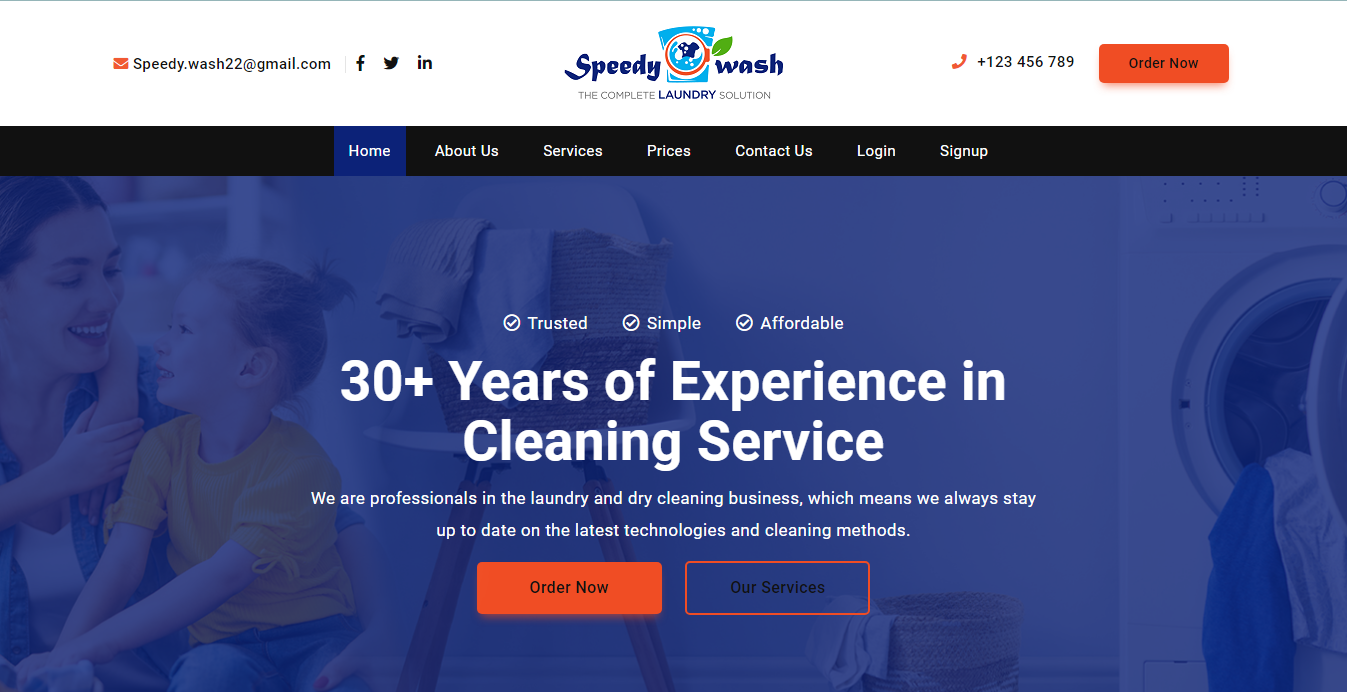 Speedy.wash22@gmail.com
Speedy wash
THE COMPLETE LAUNDRY SOLUTION
+123 456 789
Order Now
Home
About Us
Services
Prices
Contact Us
Login
Signup
Trusted
Simple
Affordable
30+ Years of Experience in
Cleaning Service
We are professionals in the laundry and dry cleaning business, which means we always stay
up to date on the latest technologies and cleaning methods.
Order Now
Our Services